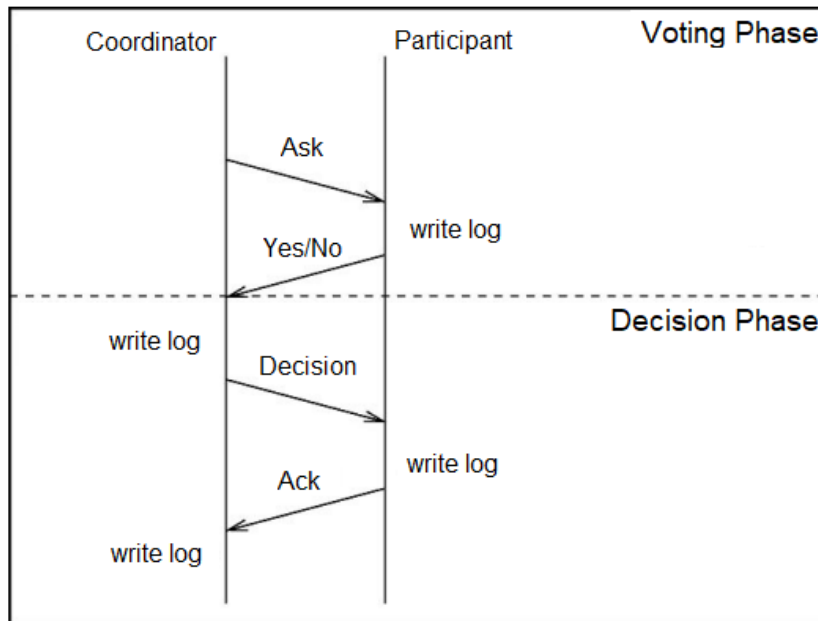 Voting Phase
Coordinator
Participant
Ask
write log
Yes/No
Decision Phase
write log
Decision
write log
Ack
write log